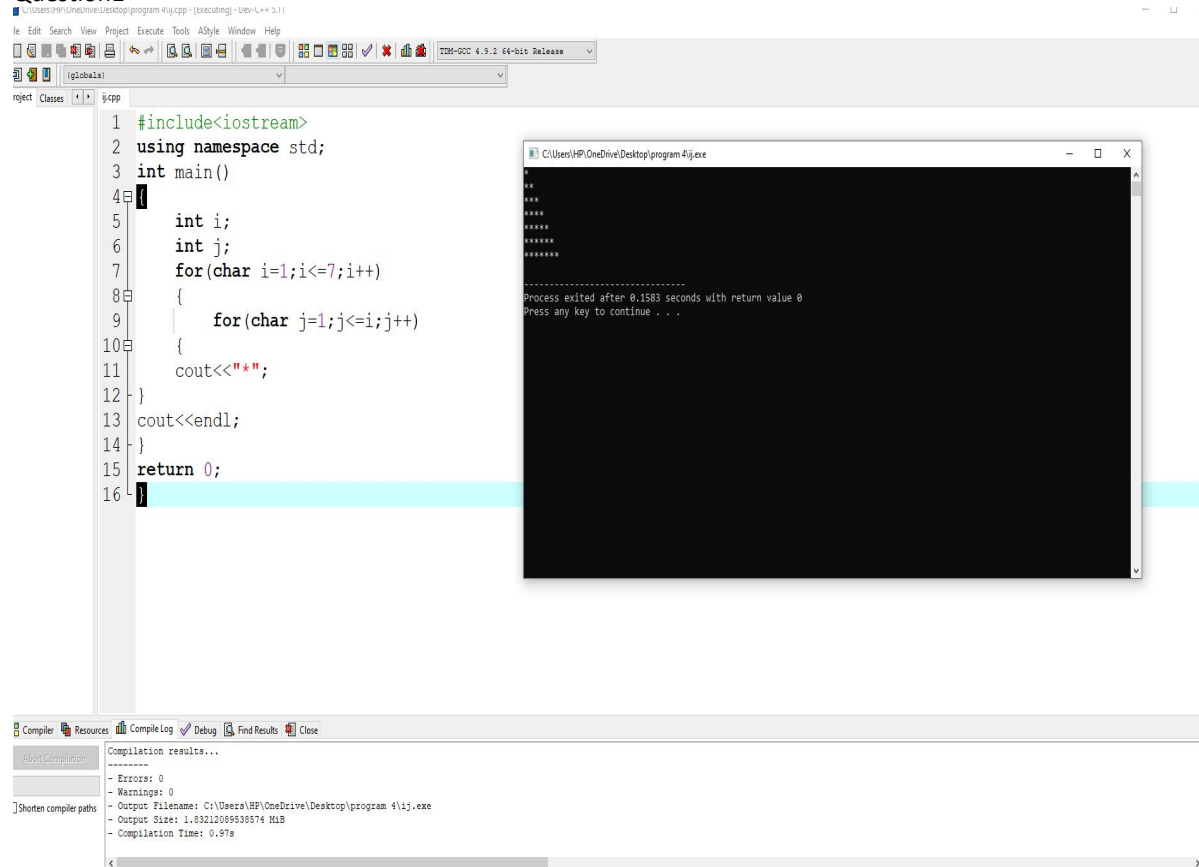 C:\Users\HP\OneDrive\Desktop\program 4\ij.cpp - [Executing] - Dev-C++ 5.11
le Edit Search View Project Execute Tools AStyle Window Help
TDM-GCC 4.9.2 64-bit Release
(globals)
roject Classes ij.cpp
1 #include<iostream>
2 using namespace std;
3 int main()
4 {
5 int i;
6 int j;
7 for(char i=1;i<=7;i++)
8 {
9 for(char j=1;j<=i;j++)
10 {
11 cout<<"*";
12 }
13 cout<<endl;
14 }
15 return 0;
16 }
C:\Users\HP\OneDrive\Desktop\program 4\ij.exe
*
**
***
****
*****
******
*******
--------------------------------
Process exited after 0.1583 seconds with return value 0
Press any key to continue . . .
Compiler Resources Compile Log Debug Find Results Close
Abort Compilation
Shorten compiler paths
Compilation results...
--------
- Errors: 0
- Warnings: 0
- Output Filename: C:\Users\HP\OneDrive\Desktop\program 4\ij.exe
- Output Size: 1.83212089538574 MiB
- Compilation Time: 0.97s